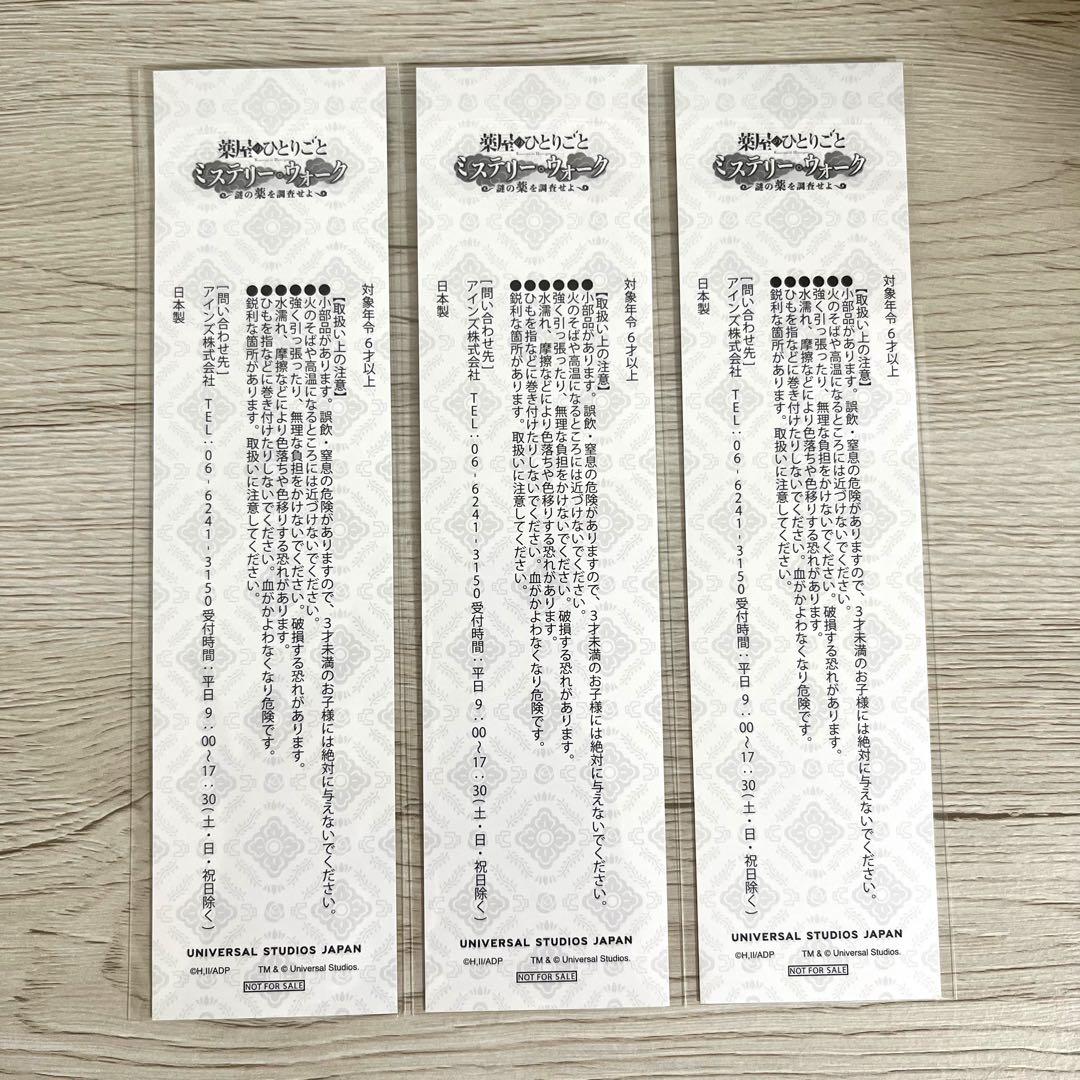 薬屋のひとりごと
ミステリー・ウォーク
～謎の薬を調査せよ～
対象年令6才以上
【取扱い上の注意】
●小部品があります。誤飲・窒息の危険がありますので、3才未満のお子様には絶対に与えないでください。
●火のそばや高温になるところには近づけないでください。
●強く引っ張ったり、無理な負担をかけないでください。破損する恐れがあります。
●水濡れ、摩擦などにより色落ちや色移りする恐れがあります。
●ひもを指などに巻き付けたりしないでください。血がかよわなくなり危険です。
●鋭利な箇所があります。取扱いに注意してください。
[問い合わせ先]
アインズ株式会社 TEL:06-6241-3150受付時間:平日 9:00~17:30(土・日・祝日除く)
日本製
UNIVERSAL STUDIOS JAPAN
©H,II/ADP TM & © Universal Studios.
NOT FOR SALE
薬屋のひとりごと
ミステリー・ウォーク
～謎の薬を調査せよ～
対象年令6才以上
【取扱い上の注意】
●小部品があります。誤飲・窒息の危険がありますので、3才未満のお子様には絶対に与えないでください。
●火のそばや高温になるところには近づけないでください。
●強く引っ張ったり、無理な負担をかけないでください。破損する恐れがあります。
●水濡れ、摩擦などにより色落ちや色移りする恐れがあります。
●ひもを指などに巻き付けたりしないでください。血がかよわなくなり危険です。
●鋭利な箇所があります。取扱いに注意してください。
[問い合わせ先]
アインズ株式会社 TEL:06-6241-3150受付時間:平日 9:00~17:30(土・日・祝日除く)
日本製
UNIVERSAL STUDIOS JAPAN
©H,II/ADP TM & © Universal Studios.
NOT FOR SALE
薬屋のひとりごと
ミステリー・ウォーク
～謎の薬を調査せよ～
対象年令6才以上
【取扱い上の注意】
●小部品があります。誤飲・窒息の危険がありますので、3才未満のお子様には絶対に与えないでください。
●火のそばや高温になるところには近づけないでください。
●強く引っ張ったり、無理な負担をかけないでください。破損する恐れがあります。
●水濡れ、摩擦などにより色落ちや色移りする恐れがあります。
●ひもを指などに巻き付けたりしないでください。血がかよわなくなり危険です。
●鋭利な箇所があります。取扱いに注意してください。
[問い合わせ先]
アインズ株式会社 TEL:06-6241-3150受付時間:平日 9:00~17:30(土・日・祝日除く)
日本製
UNIVERSAL STUDIOS JAPAN
©H,II/ADP TM & © Universal Studios.
NOT FOR SALE